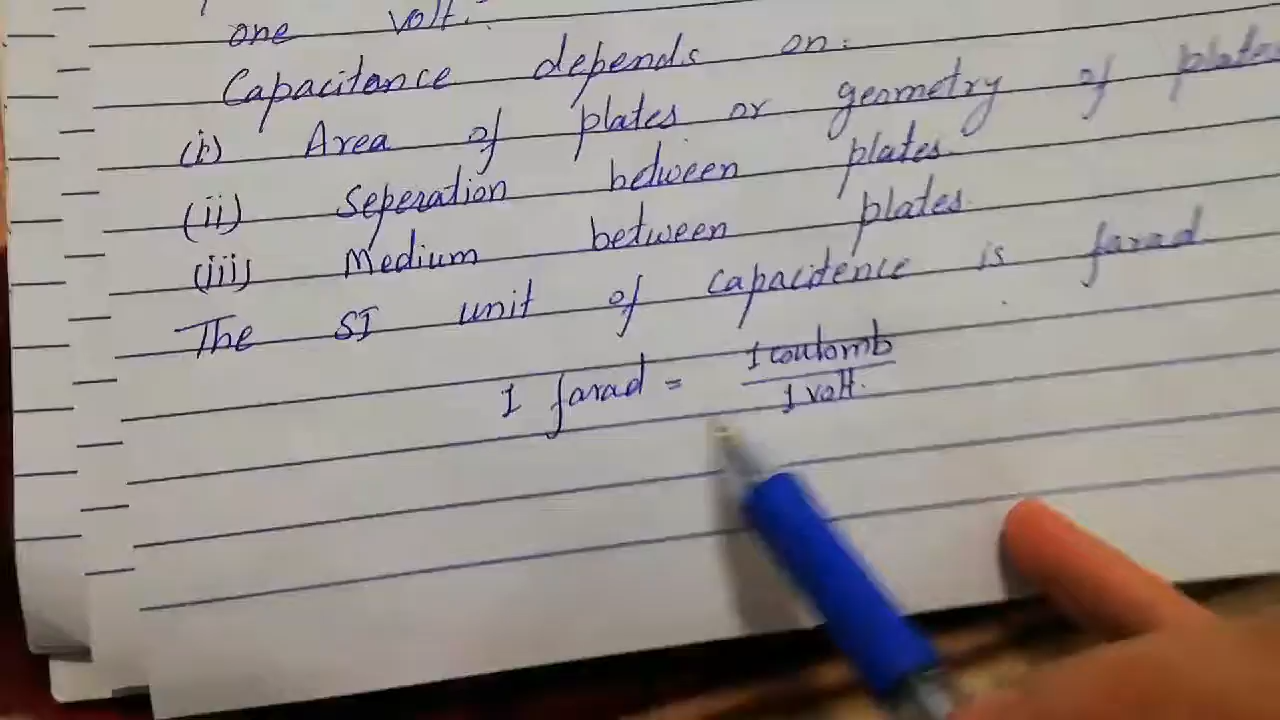 one volt.
Capacitance depends on:
(i) Area of plates or geometry of plates
(ii) Seperation between plates.
(iii) Medium between plates.
The SI unit of capacitence is farad
1 farad = 1 coulomb
1 volt.